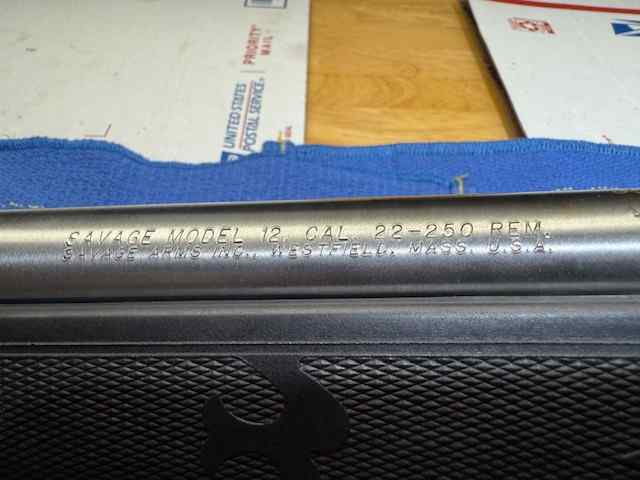 PRIORITY
MAIL
UNITED STATES
POSTAL SERVICE
SAVAGE MODEL 12 CAL. 22-250 REM.
SAVAGE ARMS INC., WESTFIELD, MASS. U.S.A.